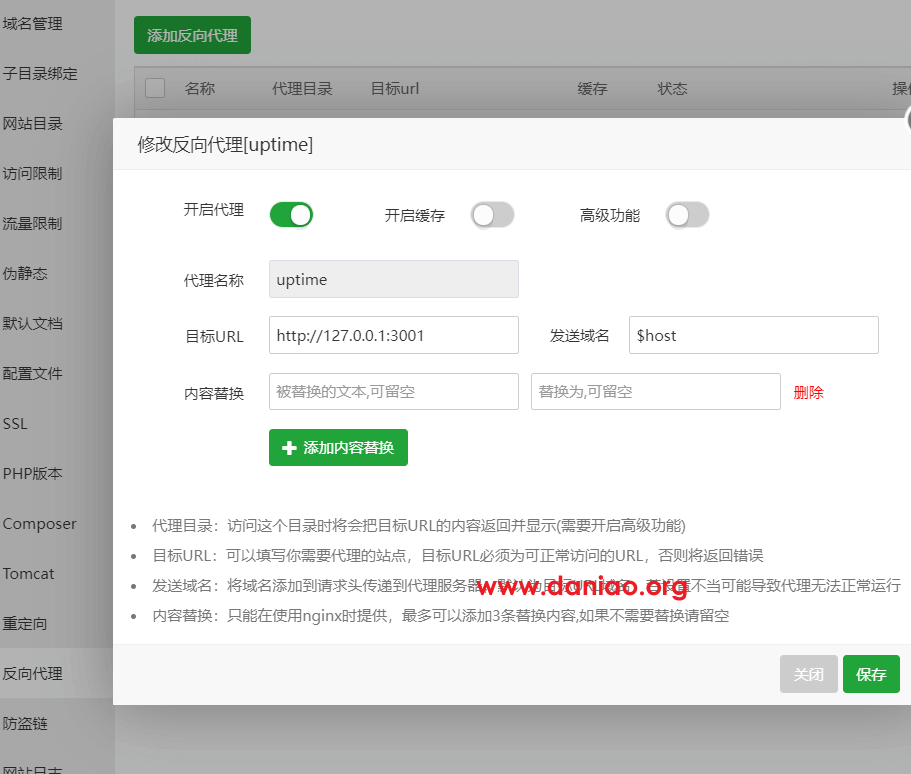 域名管理
子目录绑定
网站目录
访问限制
流量限制
伪静态
默认文档
配置文件
SSL
PHP版本
Composer
Tomcat
重定向
反向代理
防盗链
网站日志
添加反向代理
名称 代理目录 目标url 缓存 状态
修改反向代理[uptime]
开启代理 开启缓存 高级功能
代理名称 uptime
目标URL http://127.0.0.1:3001 发送域名 $host
内容替换 被替换的文本,可留空 替换为,可留空 删除
添加内容替换
代理目录：访问这个目录时将会把目标URL的内容返回并显示(需要开启高级功能)
目标URL：可以填写你需要代理的站点，目标URL必须为可正常访问的URL，否则将返回错误
发送域名：将域名添加到请求头传递到代理服务器，默认为目标URL域名，若设置不当可能导致代理无法正常运行
www.daniao.org
内容替换：只能在使用nginx时提供，最多可以添加3条替换内容,如果不需要替换请留空
关闭 保存